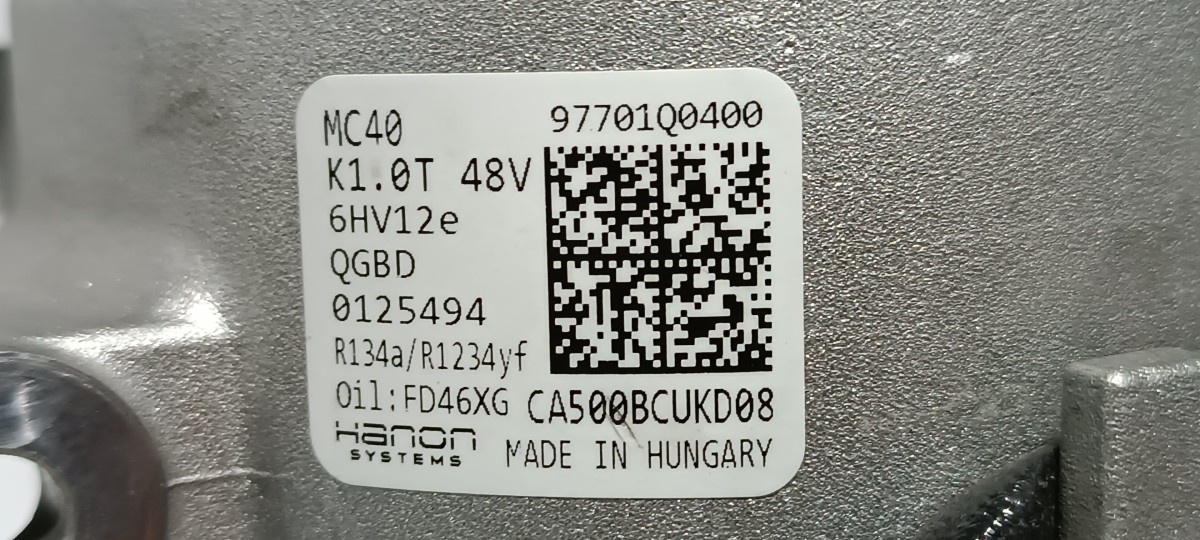 MC40
97701Q0400
K1.0T 48V
6HV12e
QGBD
0125494
R134a/R1234yf
Oil:FD46XG
CA500BCUKD08
Hanon
SYSTEMS
MADE IN HUNGARY